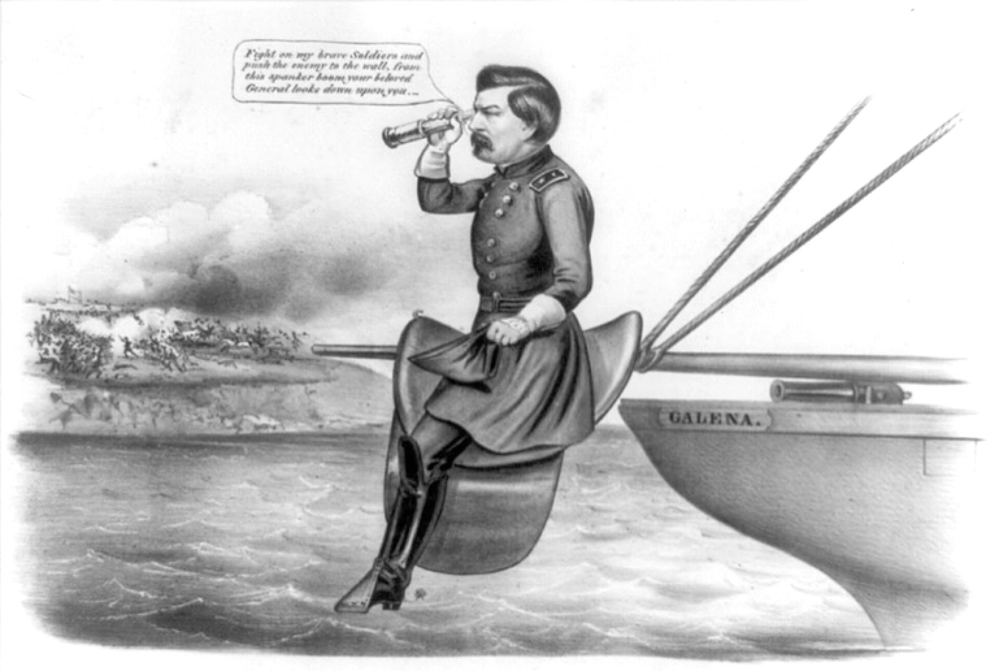 Fight on my brave Soldiers and
push the enemy to the wall, from
this spanker boom your beloved
General looks down upon you...
GALENA.